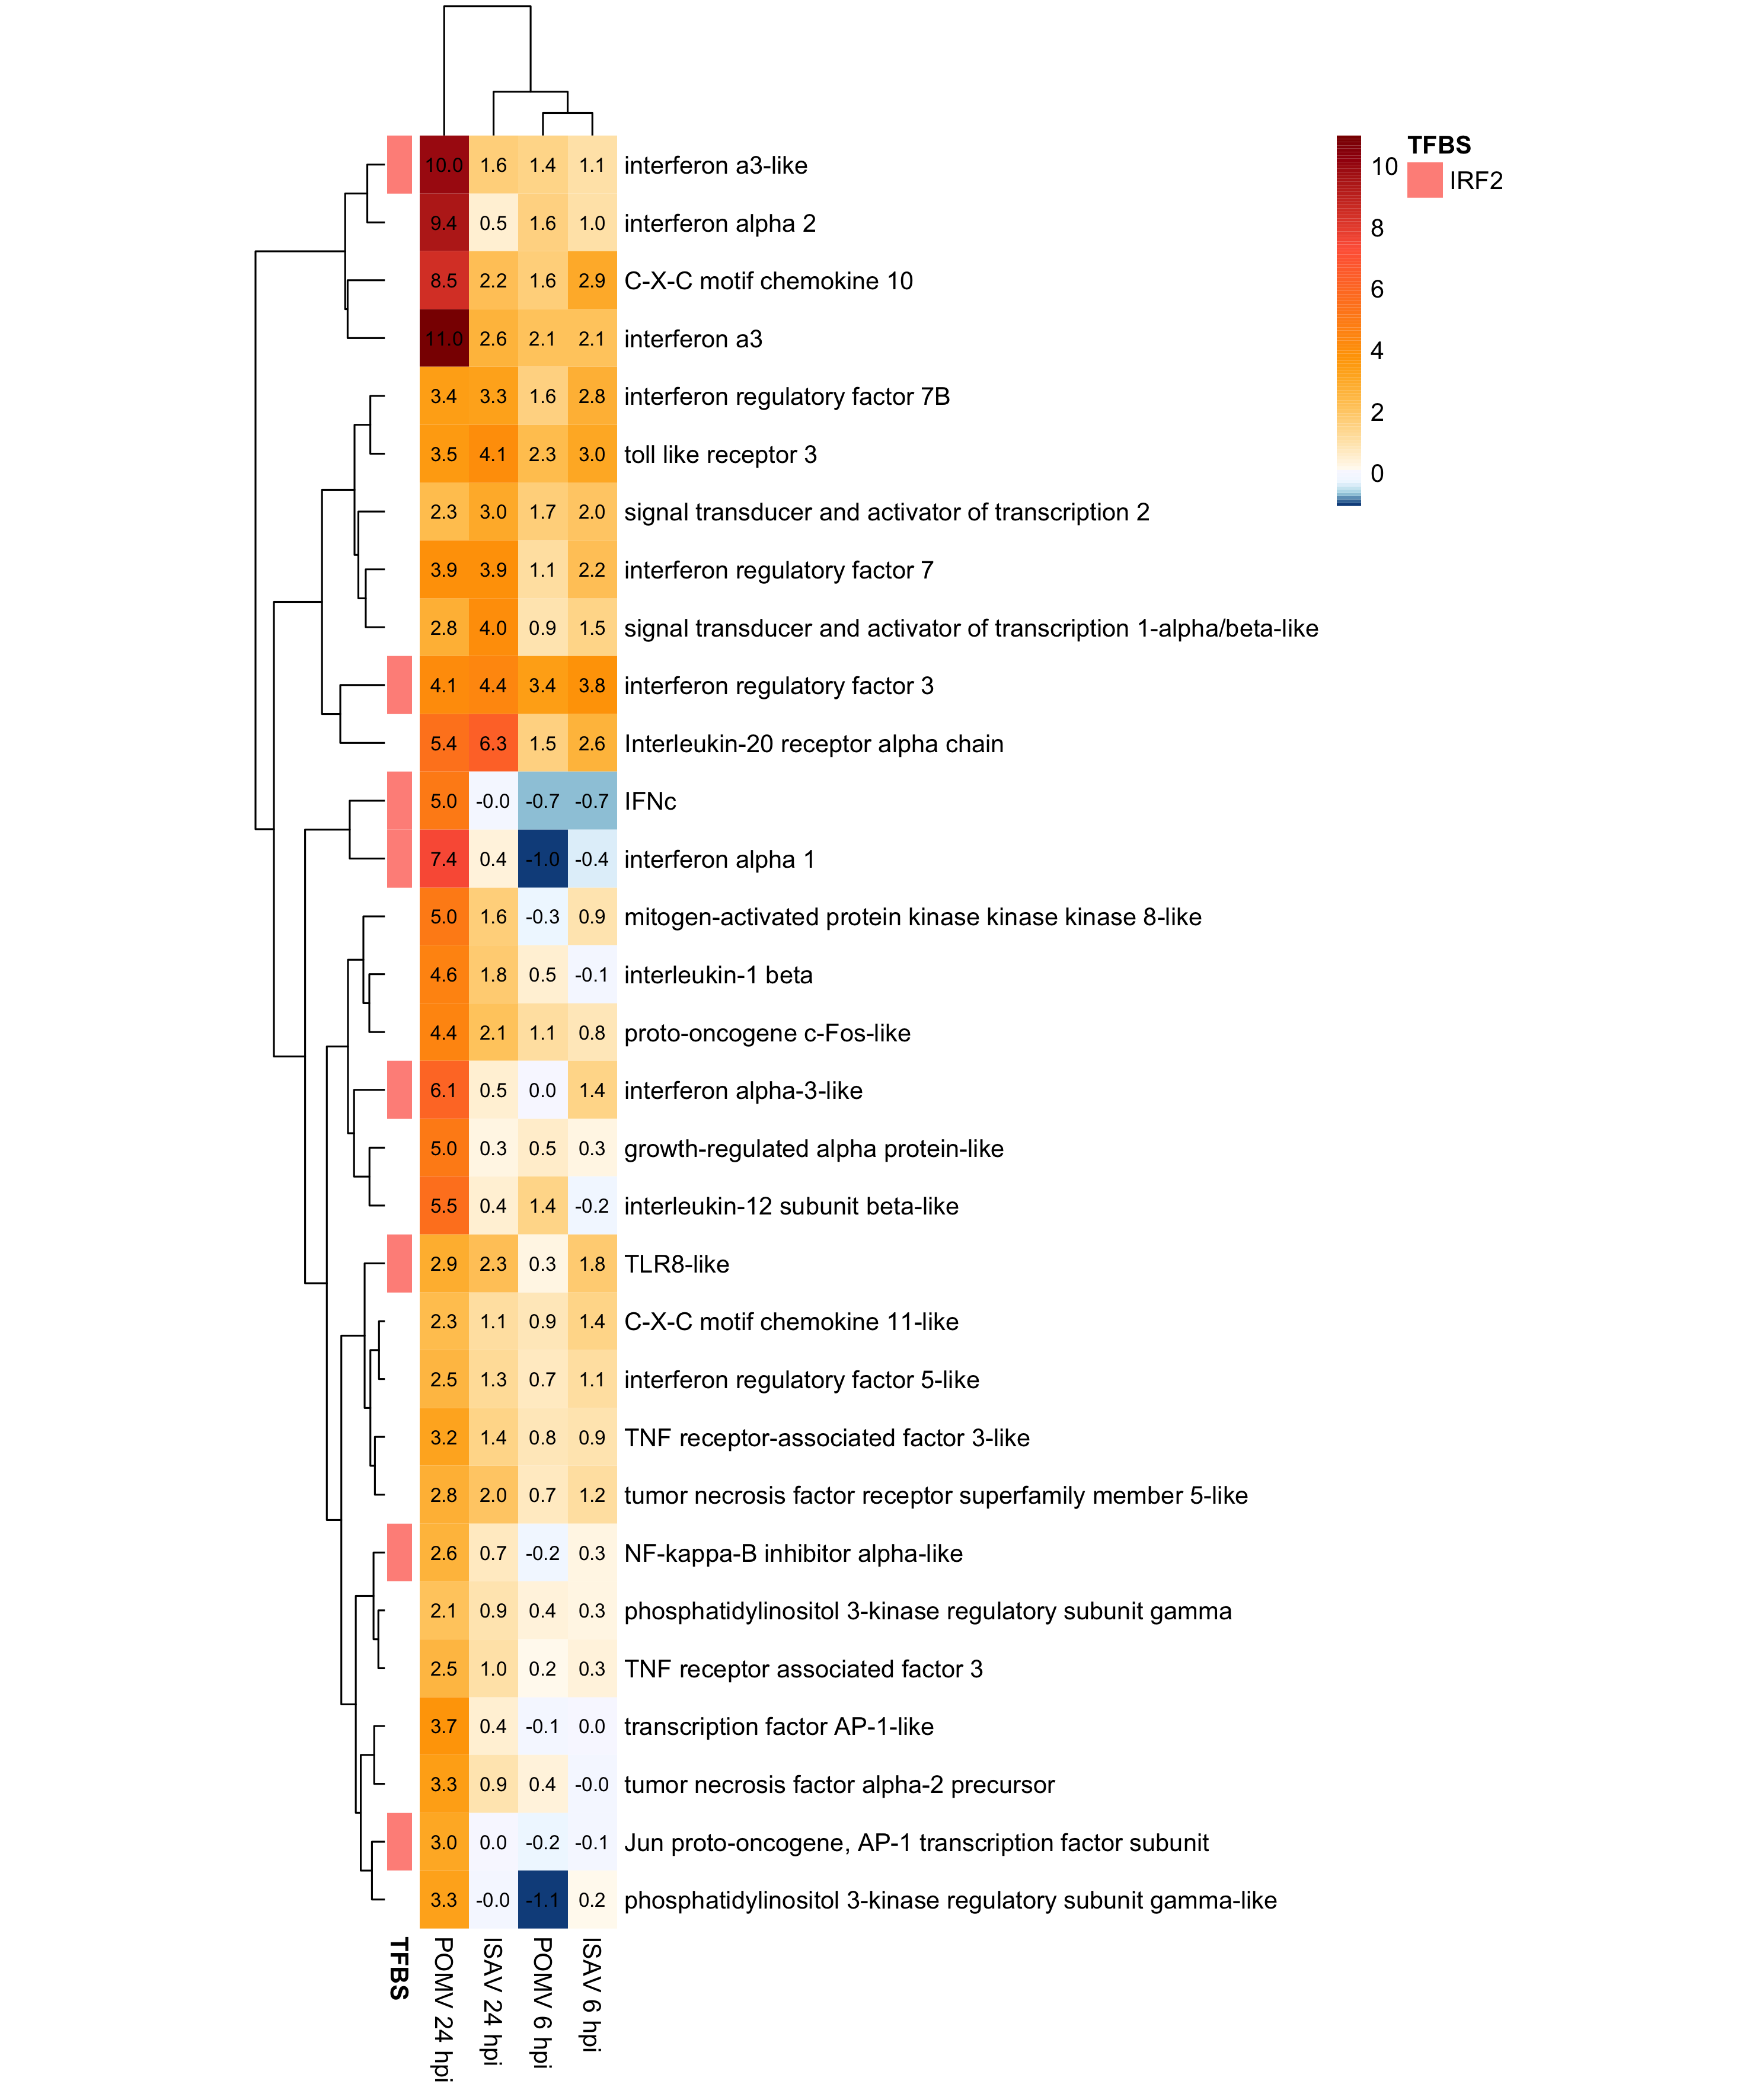 10.0 1.6 1.4 1.1 interferon a3-like
9.4 0.5 1.6 1.0 interferon alpha 2
8.5 2.2 1.6 2.9 C-X-C motif chemokine 10
11.0 2.6 2.1 2.1 interferon a3
3.4 3.3 1.6 2.8 interferon regulatory factor 7B
3.5 4.1 2.3 3.0 toll like receptor 3
2.3 3.0 1.7 2.0 signal transducer and activator of transcription 2
3.9 3.9 1.1 2.2 interferon regulatory factor 7
2.8 4.0 0.9 1.5 signal transducer and activator of transcription 1-alpha/beta-like
4.1 4.4 3.4 3.8 interferon regulatory factor 3
5.4 6.3 1.5 2.6 Interleukin-20 receptor alpha chain
5.0 -0.0 -0.7 -0.7 IFNc
7.4 0.4 -1.0 -0.4 interferon alpha 1
5.0 1.6 -0.3 0.9 mitogen-activated protein kinase kinase kinase 8-like
4.6 1.8 0.5 -0.1 interleukin-1 beta
4.4 2.1 1.1 0.8 proto-oncogene c-Fos-like
6.1 0.5 0.0 1.4 interferon alpha-3-like
5.0 0.3 0.5 0.3 growth-regulated alpha protein-like
5.5 0.4 1.4 -0.2 interleukin-12 subunit beta-like
2.9 2.3 0.3 1.8 TLR8-like
2.3 1.1 0.9 1.4 C-X-C motif chemokine 11-like
2.5 1.3 0.7 1.1 interferon regulatory factor 5-like
3.2 1.4 0.8 0.9 TNF receptor-associated factor 3-like
2.8 2.0 0.7 1.2 tumor necrosis factor receptor superfamily member 5-like
2.6 0.7 -0.2 0.3 NF-kappa-B inhibitor alpha-like
2.1 0.9 0.4 0.3 phosphatidylinositol 3-kinase regulatory subunit gamma
2.5 1.0 0.2 0.3 TNF receptor associated factor 3
3.7 0.4 -0.1 0.0 transcription factor AP-1-like
3.3 0.9 0.4 -0.0 tumor necrosis factor alpha-2 precursor
3.0 0.0 -0.2 -0.1 Jun proto-oncogene, AP-1 transcription factor subunit
3.3 -0.0 -1.1 0.2 phosphatidylinositol 3-kinase regulatory subunit gamma-like
TFBS
POMV 24 hpi
ISAV 24 hpi
POMV 6 hpi
ISAV 6 hpi
10
8
6
4
2
0
TFBS
IRF2